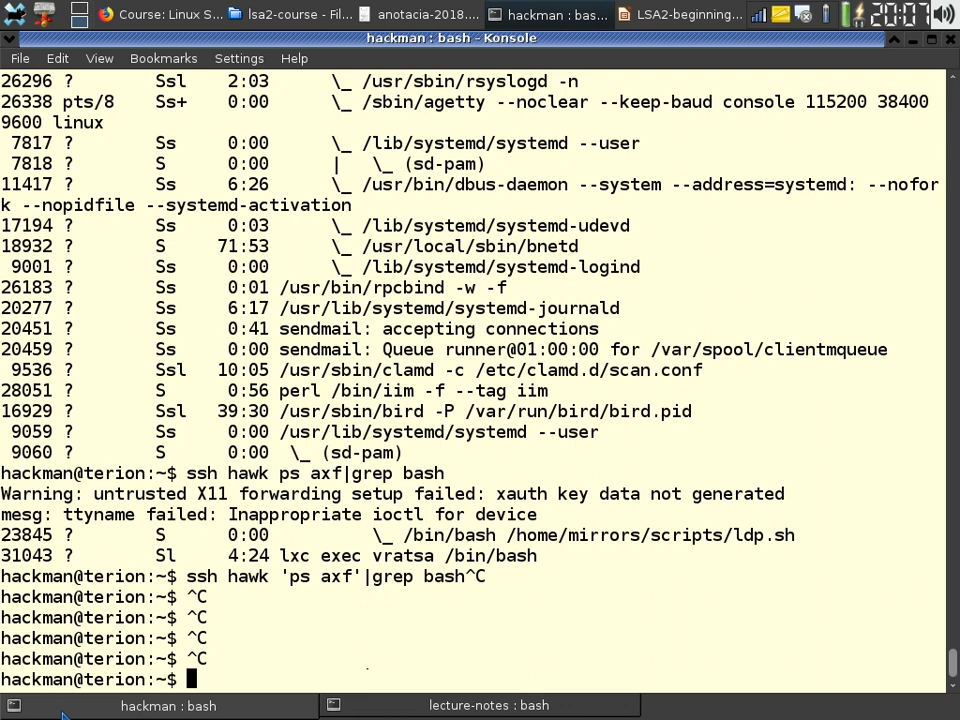 Course: Linux S...
lsa2-course - Fil...
anotacia-2018....
hackman : bas...
LSA2-beginning...
20:07
hackman : bash - Konsole
File Edit View Bookmarks Settings Help
26296 ? Ssl 2:03 \_ /usr/sbin/rsyslogd -n
26338 pts/8 Ss+ 0:00 \_ /sbin/agetty --noclear --keep-baud console 115200 38400
9600 linux
7817 ? Ss 0:00 \_ /lib/systemd/systemd --user
7818 ? S 0:00 | \_ (sd-pam)
11417 ? Ss 6:26 \_ /usr/bin/dbus-daemon --system --address=systemd: --nofor
k --nopidfile --systemd-activation
17194 ? Ss 0:03 \_ /lib/systemd/systemd-udevd
18932 ? S 71:53 \_ /usr/local/sbin/bnetd
9001 ? Ss 0:00 \_ /lib/systemd/systemd-logind
26183 ? Ss 0:01 /usr/bin/rpcbind -w -f
20277 ? Ss 6:17 /usr/lib/systemd/systemd-journald
20451 ? Ss 0:41 sendmail: accepting connections
20459 ? Ss 0:00 sendmail: Queue runner@01:00:00 for /var/spool/clientmqueue
9536 ? Ssl 10:05 /usr/sbin/clamd -c /etc/clamd.d/scan.conf
28051 ? S 0:56 perl /bin/iim -f --tag iim
16929 ? Ssl 39:30 /usr/sbin/bird -P /var/run/bird/bird.pid
9059 ? Ss 0:00 /usr/lib/systemd/systemd --user
9060 ? S 0:00 \_ (sd-pam)
hackman@terion:~$ ssh hawk ps axf|grep bash
Warning: untrusted X11 forwarding setup failed: xauth key data not generated
mesg: ttyname failed: Inappropriate ioctl for device
23845 ? S 0:00 \_ /bin/bash /home/mirrors/scripts/ldp.sh
31043 ? Sl 4:24 lxc exec vratsa /bin/bash
hackman@terion:~$ ssh hawk 'ps axf'|grep bash^C
hackman@terion:~$ ^C
hackman@terion:~$ ^C
hackman@terion:~$ ^C
hackman@terion:~$ ^C
hackman@terion:~$
hackman : bash
lecture-notes : bash